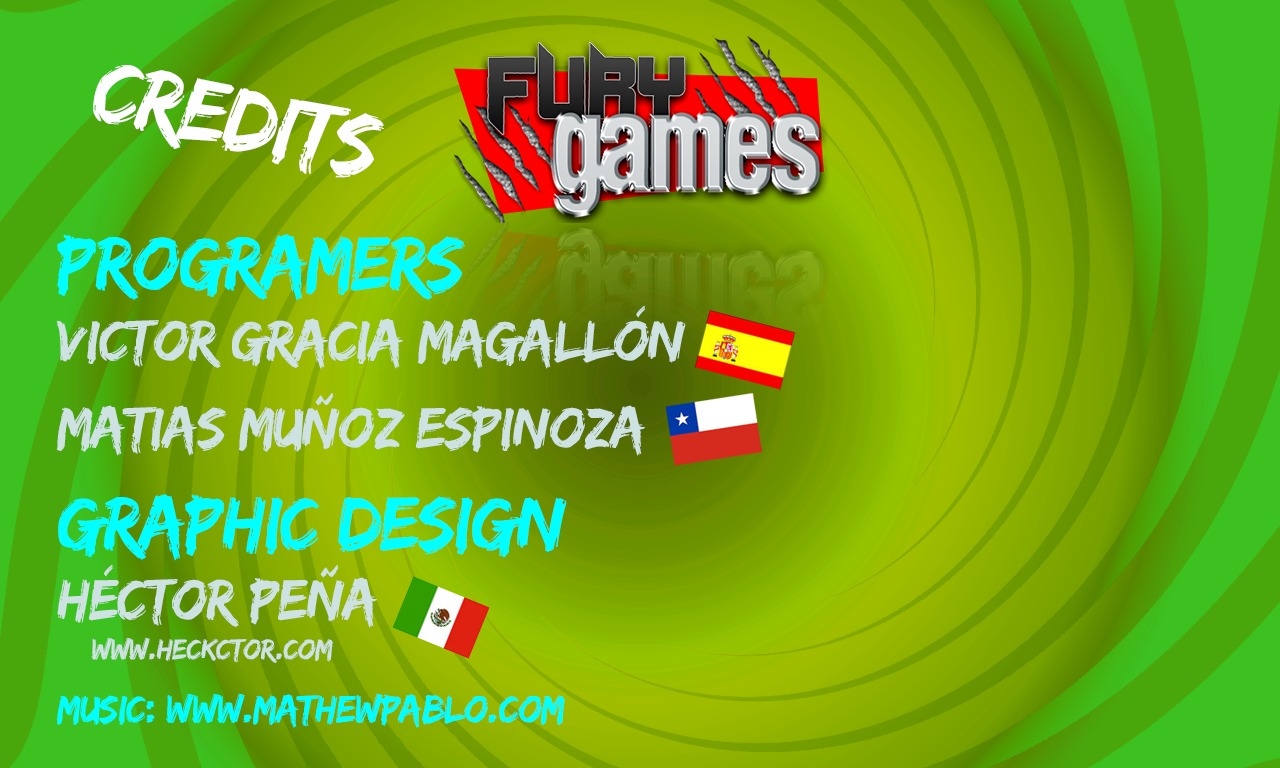 CREDITS
FURY
games
PROGRAMERS
VICTOR GRACIA MAGALLÓN
MATIAS MUÑOZ ESPINOZA
GRAPHIC DESIGN
HÉCTOR PEÑA
WWW.HECKCTOR.COM
MUSIC: WWW.MATHEWPABLO.COM